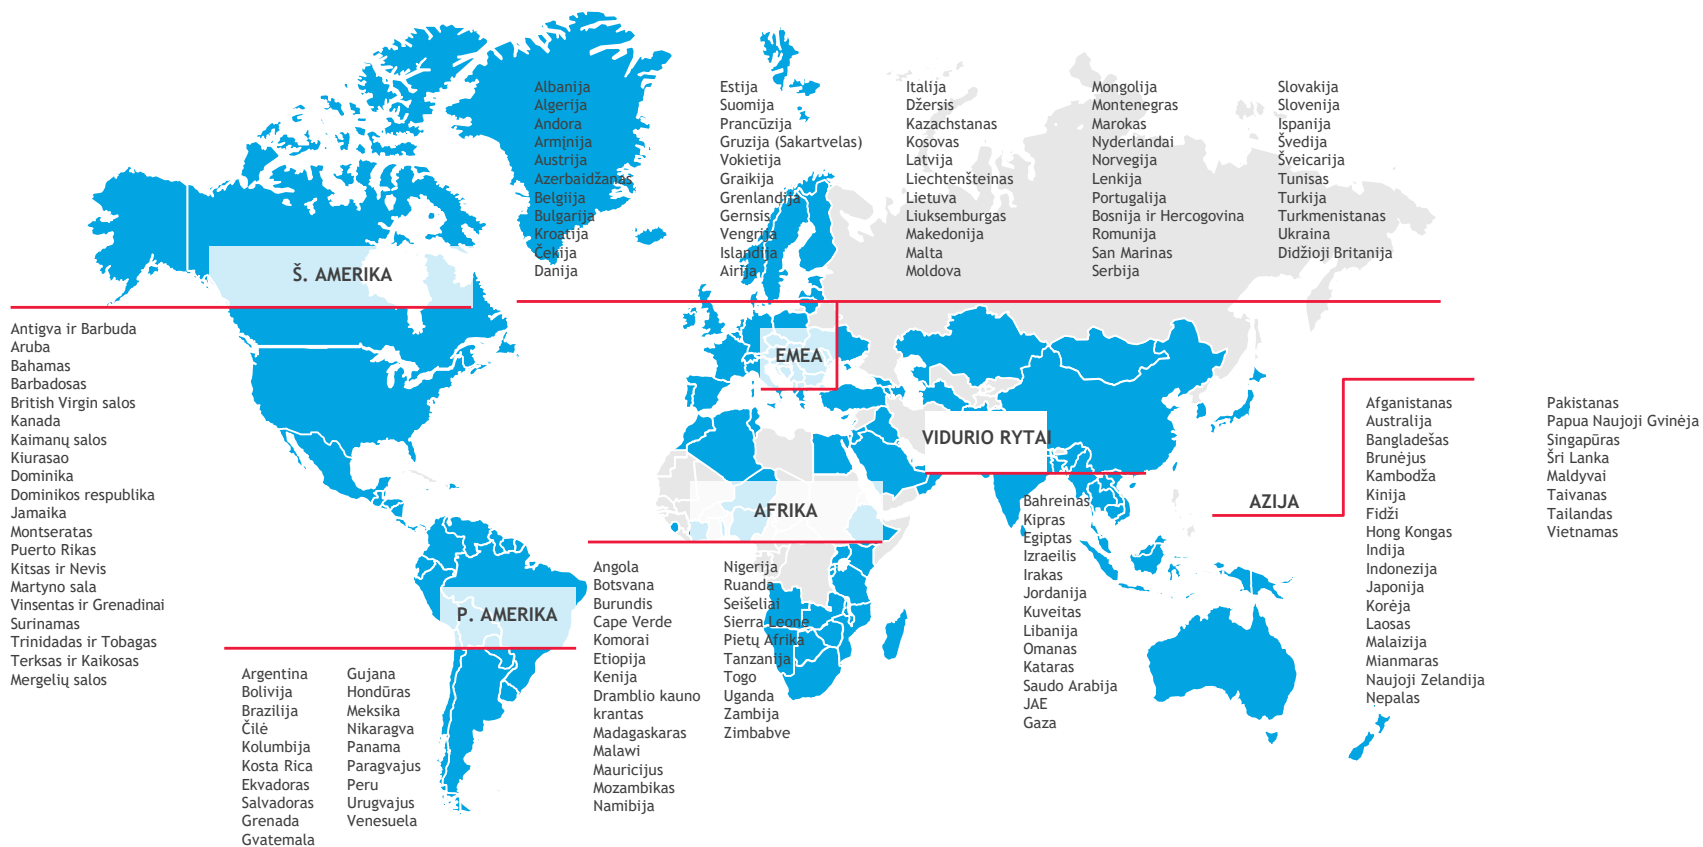 Albanija
Algerija
Andora
Armįnija
Austrija
Azerbaidžanas
Belgiija
Bulgarija
Kroatija
Čekija
Danija
Estija
Suomija
Prancūzija
Gruzija (Sakartvelas)
Vokietija
Graikija
Grenlandija
Gernsis
Vengrija
Islandija
Airija
Italija
Džersis
Kazachstanas
Kosovas
Latvija
Liechtenšteinas
Lietuva
Liuksemburgas
Makedonija
Malta
Moldova
Mongolija
Montenegras
Marokas
Nyderlandai
Norvegija
Lenkija
Portugalija
Bosnija ir Hercogovina
Romunija
San Marinas
Serbija
Slovakija
Slovenija
Ispanija
Švedija
Šveicarija
Tunisas
Turkija
Turkmenistanas
Ukraina
Didžioji Britanija
Š. AMERIKA
Antigva ir Barbuda
Aruba
Bahamas
Barbadosas
British Virgin salos
Kanada
Kaimanų salos
Kiurasao
Dominika
Dominikos respublika
Jamaika
Montseratas
Puerto Rikas
Kitsas ir Nevis
Martyno sala
Vinsentas ir Grenadinai
Surinamas
Trinidadas ir Tobagas
Terksas ir Kaikosas
Mergelių salos
EMEA
VIDURIO RYTAI
Bahreinas
Kipras
Egiptas
Izraeilis
Irakas
Jordanija
Kuveitas
Libanija
Omanas
Kataras
Saudo Arabija
JAE
Gaza
AZIJA
Afganistanas
Australija
Bangladešas
Brunėjus
Kambodža
Kinija
Fidži
Hong Kongas
Indija
Indonezija
Japonija
Korėja
Laosas
Malaizija
Mianmaras
Naujoji Zelandija
Nepalas
Pakistanas
Papua Naujoji Gvinėja
Singapūras
Šri Lanka
Maldyvai
Taivanas
Tailandas
Vietnamas
AFRIKA
Angola
Botsvana
Burundis
Cape Verde
Komorai
Etiopija
Kenija
Dramblio kauno
krantas
Madagaskaras
Malawi
Mauricijus
Mozambikas
Namibija
Nigerija
Ruanda
Seišeliai
Sierra Leone
Pietų Afrika
Tanzanija
Togo
Uganda
Zambija
Zimbabve
P. AMERIKA
Argentina
Bolivija
Brazilija
Čilė
Kolumbija
Kosta Rica
Ekvadoras
Salvadoras
Grenada
Gvatemala
Gujana
Hondūras
Meksika
Nikaragva
Panama
Paragvajus
Peru
Urugvajus
Venesuela